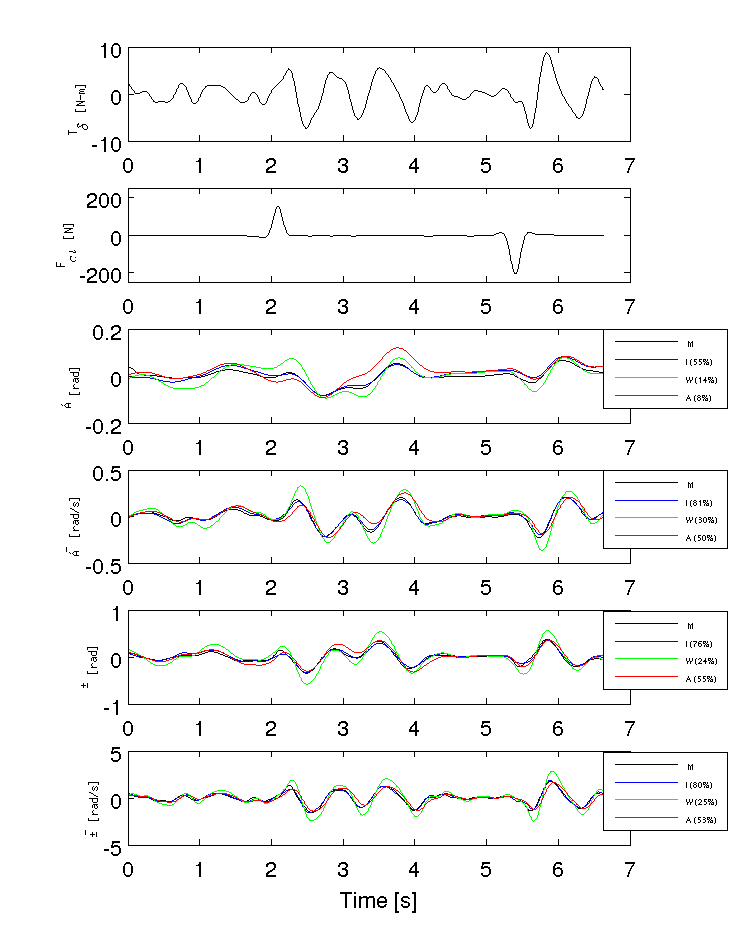 10
0
-10
T δ [N-m]
0 1 2 3 4 5 6 7
200
0
-200
F cl [N]
0 1 2 3 4 5 6 7
0.2
0
-0.2
Á [rad]
M
I (55%)
W (14%)
A (8%)
0 1 2 3 4 5 6 7
0.5
0
-0.5
Á¯ [rad/s]
M
I (81%)
W (30%)
A (50%)
0 1 2 3 4 5 6 7
1
0
-1
± [rad]
M
I (76%)
W (24%)
A (55%)
0 1 2 3 4 5 6 7
5
0
-5
±¯ [rad/s]
M
I (80%)
W (25%)
A (53%)
0 1 2 3 4 5 6 7
Time [s]